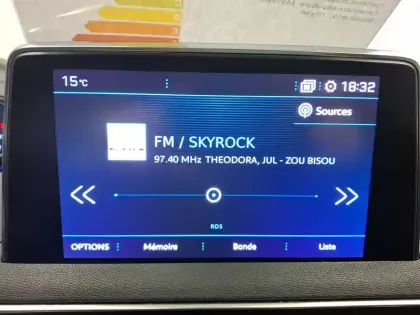 15°C
18:32
Sources
FM / SKYROCK
97.40 MHz THEODORA, JUL - ZOU BISOU
RDS
OPTIONS
Mémoire
Bande
Liste